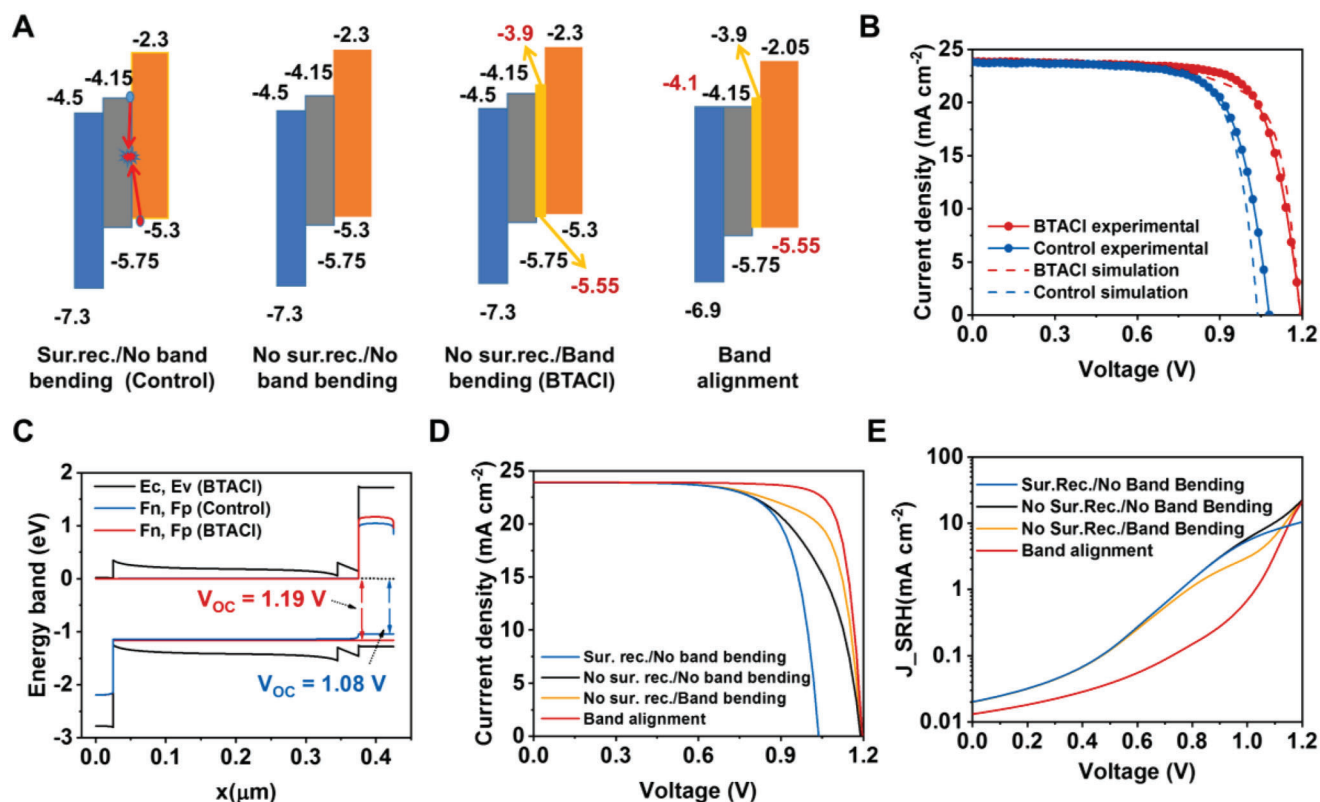 A
-2.3
-4.15
-4.5
-5.3
-5.75
-7.3
Sur.rec./No band
bending (Control)
-2.3
-4.15
-4.5
-5.3
-5.75
-7.3
No sur.rec./No
band bending
-3.9
-2.3
-4.15
-4.5
-5.3
-5.75
-5.55
-7.3
No sur.rec./Band
bending (BTACl)
-3.9
-2.05
-4.1
-4.15
-5.55
-5.75
-6.9
Band
alignment
B
Current density (mA cm-2)
25
20
15
10
5
0
BTACl experimental
Control experimental
BTACl simulation
Control simulation
0.0 0.3 0.6 0.9 1.2
Voltage (V)
C
Energy band (eV)
2
1
0
-1
-2
-3
Ec, Ev (BTACl)
Fn, Fp (Control)
Fn, Fp (BTACl)
VOC = 1.19 V
VOC = 1.08 V
0.0 0.1 0.2 0.3 0.4
x(μm)
D
Currrent density (mA cm-2)
25
20
15
10
5
0
Sur. rec./No band bending
No sur. rec./No band bending
No sur. rec./Band bending
Band alignment
0.0 0.3 0.6 0.9 1.2
Voltage (V)
E
J_SRH(mA cm-2)
100
10
1
0.1
0.01
Sur.Rec./No Band Bending
No Sur.Rec./No Band Bending
No Sur.Rec./Band Bending
Band alignment
0.0 0.2 0.4 0.6 0.8 1.0 1.2
Voltage (V)